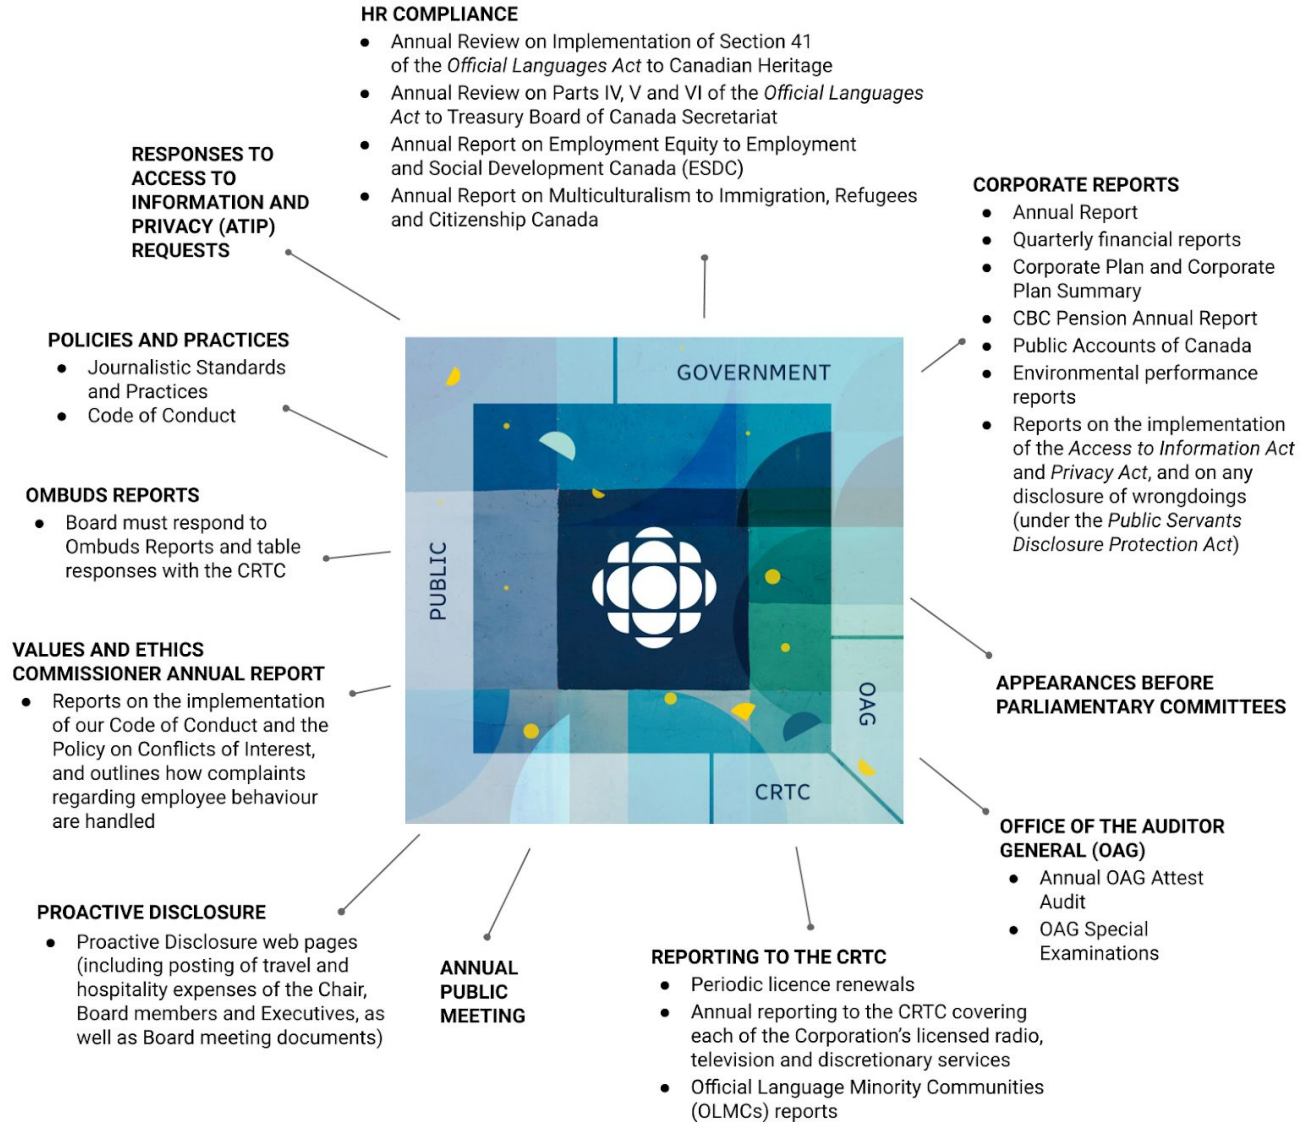 HR COMPLIANCE
● Annual Review on Implementation of Section 41
of the Official Languages Act to Canadian Heritage
● Annual Review on Parts IV, V and VI of the Official Languages
Act to Treasury Board of Canada Secretariat
● Annual Report on Employment Equity to Employment
and Social Development Canada (ESDC)
● Annual Report on Multiculturalism to Immigration, Refugees
and Citizenship Canada
RESPONSES TO
ACCESS TO
INFORMATION AND
PRIVACY (ATIP)
REQUESTS
CORPORATE REPORTS
● Annual Report
● Quarterly financial reports
● Corporate Plan and Corporate
Plan Summary
● CBC Pension Annual Report
● Public Accounts of Canada
● Environmental performance
reports
● Reports on the implementation
of the Access to Information Act
and Privacy Act, and on any
disclosure of wrongdoings
(under the Public Servants
Disclosure Protection Act)
POLICIES AND PRACTICES
● Journalistic Standards
and Practices
● Code of Conduct
OMBUDS REPORTS
● Board must respond to
Ombuds Reports and table
responses with the CRTC
VALUES AND ETHICS
COMMISSIONER ANNUAL REPORT
● Reports on the implementation
of our Code of Conduct and the
Policy on Conflicts of Interest,
and outlines how complaints
regarding employee behaviour
are handled
GOVERNMENT
PUBLIC
OAG
CRTC
APPEARANCES BEFORE
PARLIAMENTARY COMMITTEES
OFFICE OF THE AUDITOR
GENERAL (OAG)
● Annual OAG Attest
Audit
● OAG Special
Examinations
PROACTIVE DISCLOSURE
● Proactive Disclosure web pages
(including posting of travel and
hospitality expenses of the Chair,
Board members and Executives, as
well as Board meeting documents)
ANNUAL
PUBLIC
MEETING
REPORTING TO THE CRTC
● Periodic licence renewals
● Annual reporting to the CRTC covering
each of the Corporation's licensed radio,
television and discretionary services
● Official Language Minority Communities
(OLMCs) reports